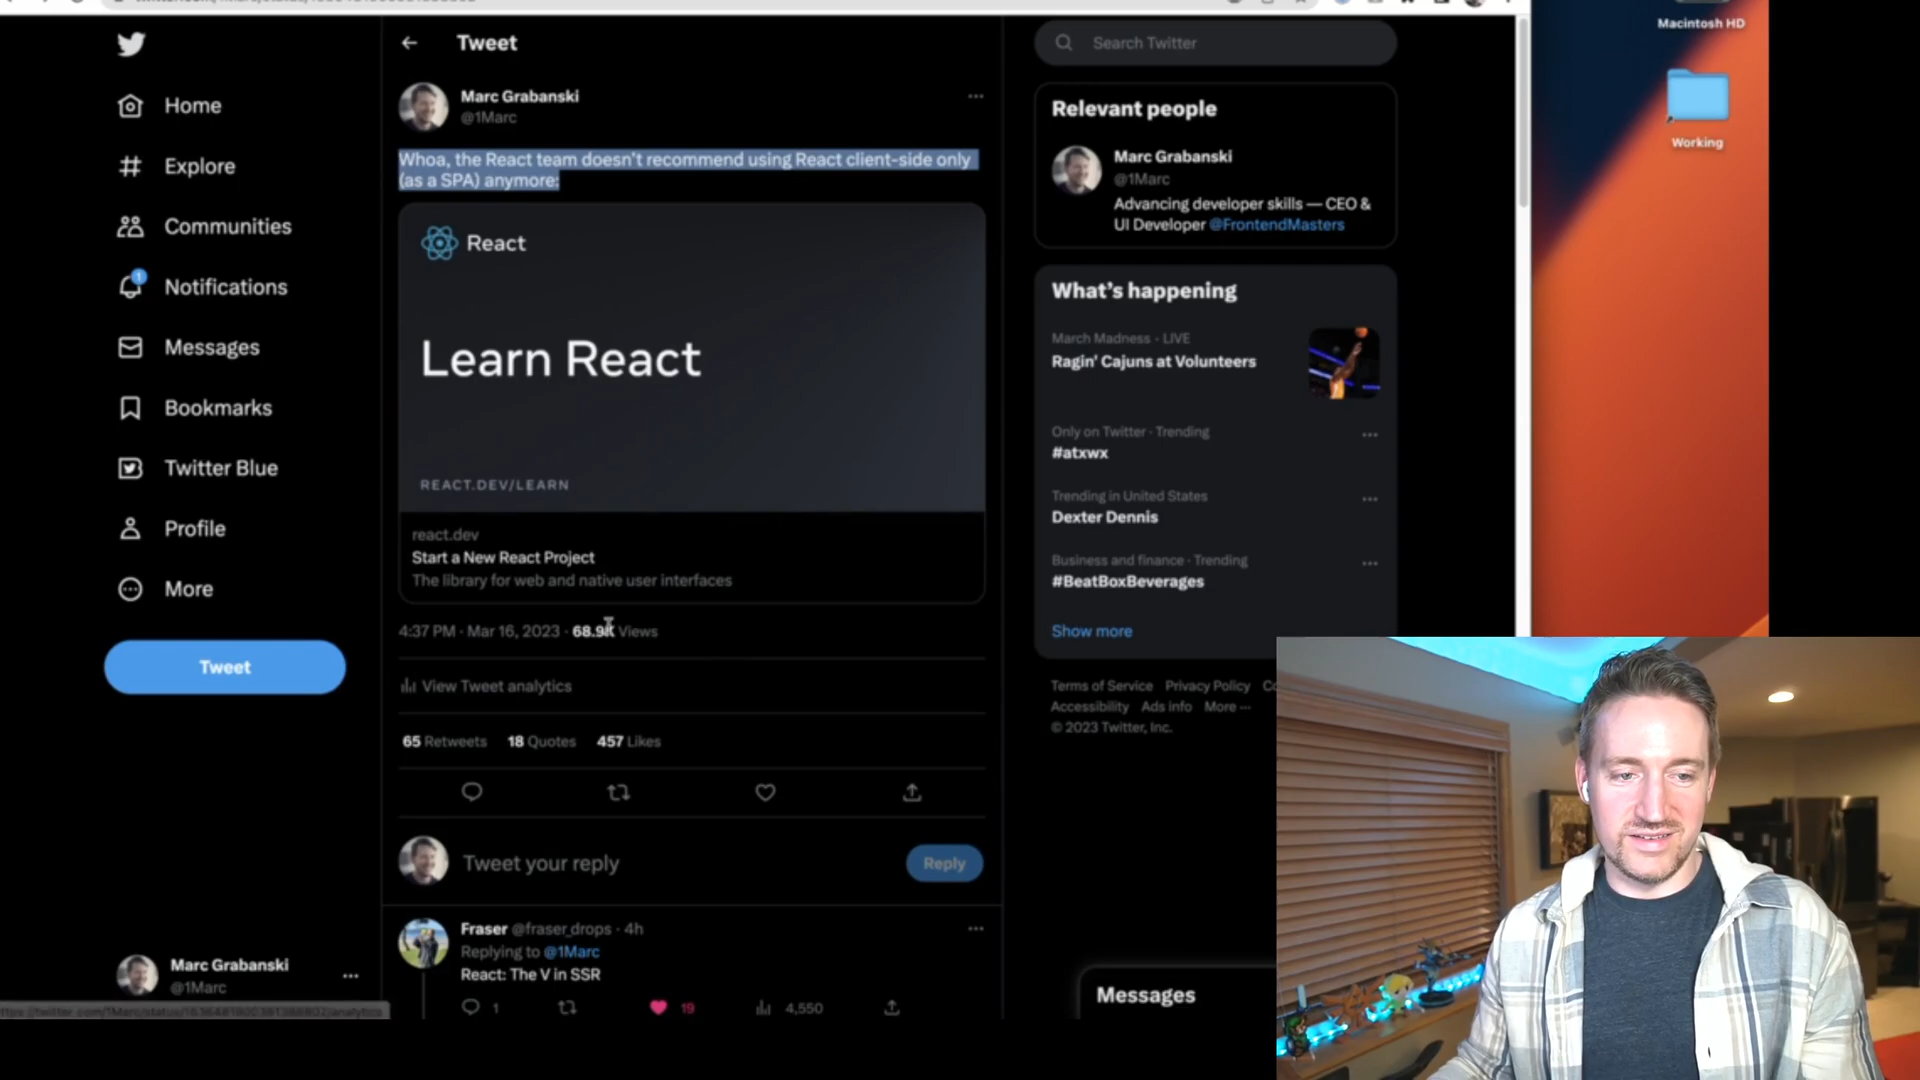 Home
Explore
Communities
Notifications
1
Messages
Bookmarks
Twitter Blue
Profile
More
Tweet
Marc Grabanski
@1Marc
Tweet
Marc Grabanski
@1Marc
Whoa, the React team doesn't recommend using React client-side only
(as a SPA) anymore:
React
Learn React
REACT.DEV/LEARN
react.dev
Start a New React Project
The library for web and native user interfaces
4:37 PM · Mar 16, 2023 · 68.9K Views
View Tweet analytics
65 Retweets 18 Quotes 457 Likes
Tweet your reply
Reply
Fraser @fraser_drops · 4h
Replying to @1Marc
React: The V in SSR
1 19 4,550
Search Twitter
Relevant people
Marc Grabanski
@1Marc
Advancing developer skills — CEO &
UI Developer @FrontendMasters
What's happening
March Madness · LIVE
Ragin' Cajuns at Volunteers
Only on Twitter · Trending
#atxwx
Trending in United States
Dexter Dennis
Business and finance · Trending
#BeatBoxBeverages
Show more
Terms of Service Privacy Policy
Accessibility Ads info More ···
© 2023 Twitter, Inc.
Messages
Macintosh HD
Working